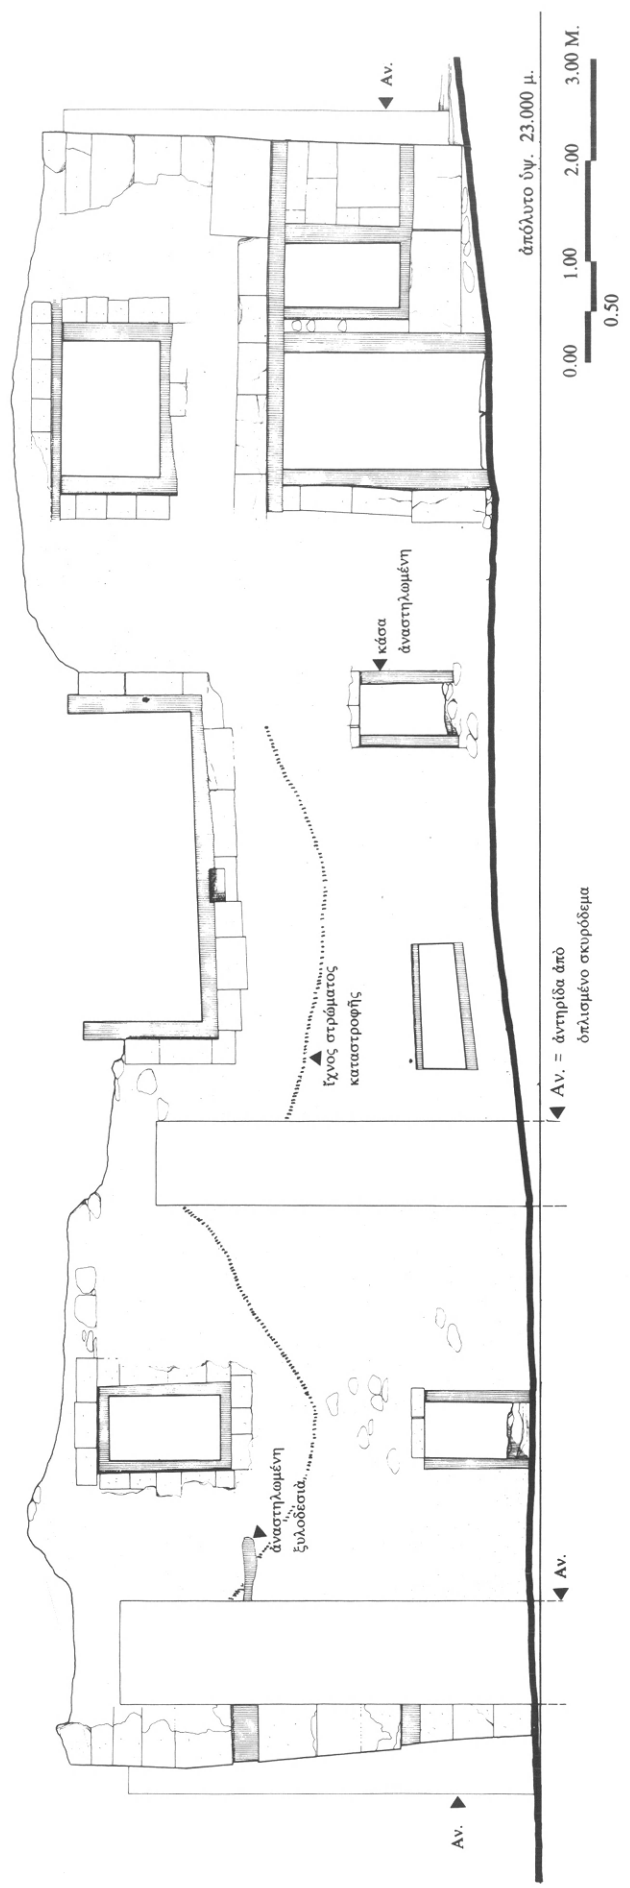 Αν.
Αν.
ἀναστηλωμένη
ξυλοδεσιά
Αν. = ἀντηρίδα ἀπὸ
ὁπλισμένο σκυρόδεμα
ἴχνος στρώματος
καταστροφῆς
κάσα
ἀναστηλωμένη
Αν.
ἀπόλυτο ὑψ. 23.000 μ.
0.00 1.00 2.00 3.00 Μ.
0.50